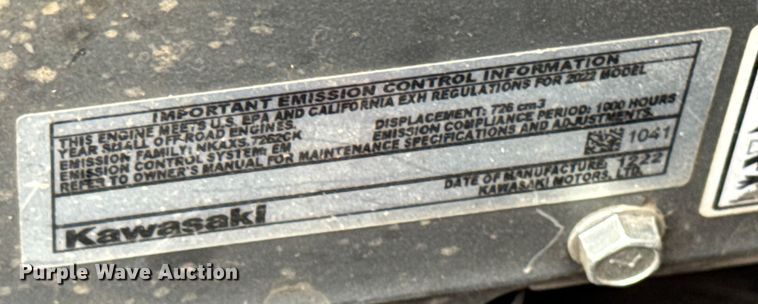 IMPORTANT EMISSION CONTROL INFORMATION
THIS ENGINE MEETS U.S. EPA AND CALIFORNIA EXH REGULATIONS FOR 2022 MODEL
YEAR SMALL OFF-ROAD ENGINES.
EMISSION FAMILY: NKAXS.7262CK DISPLACEMENT: 726 cm3
EMISSION CONTROL SYSTEM: EM EMISSION COMPLIANCE PERIOD: 1000 HOURS
REFER TO OWNER'S MANUAL FOR MAINTENANCE SPECIFICATIONS AND ADJUSTMENTS.
1041
DATE OF MANUFACTURE: 1222
Kawasaki KAWASAKI MOTORS, LTD.
Purple Wave Auction